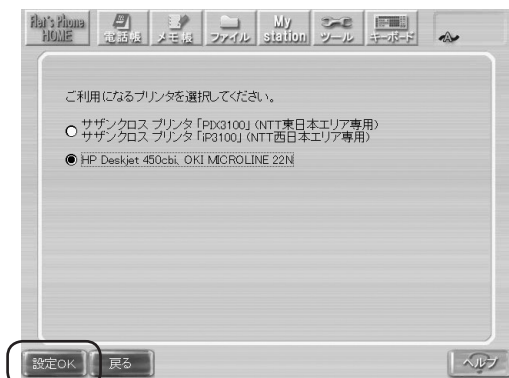 Flet's Phone HOME
電話帳
メモ帳
ファイル
My station
ツール
キーボード
ご利用になるプリンタを選択してください。
サザンクロス プリンタ「PIX3100」(NTT東日本エリア専用)
サザンクロス プリンタ「iP3100」(NTT西日本エリア専用)
HP Deskjet 450cbi、OKI MICROLINE 22N
設定OK
戻る
ヘルプ